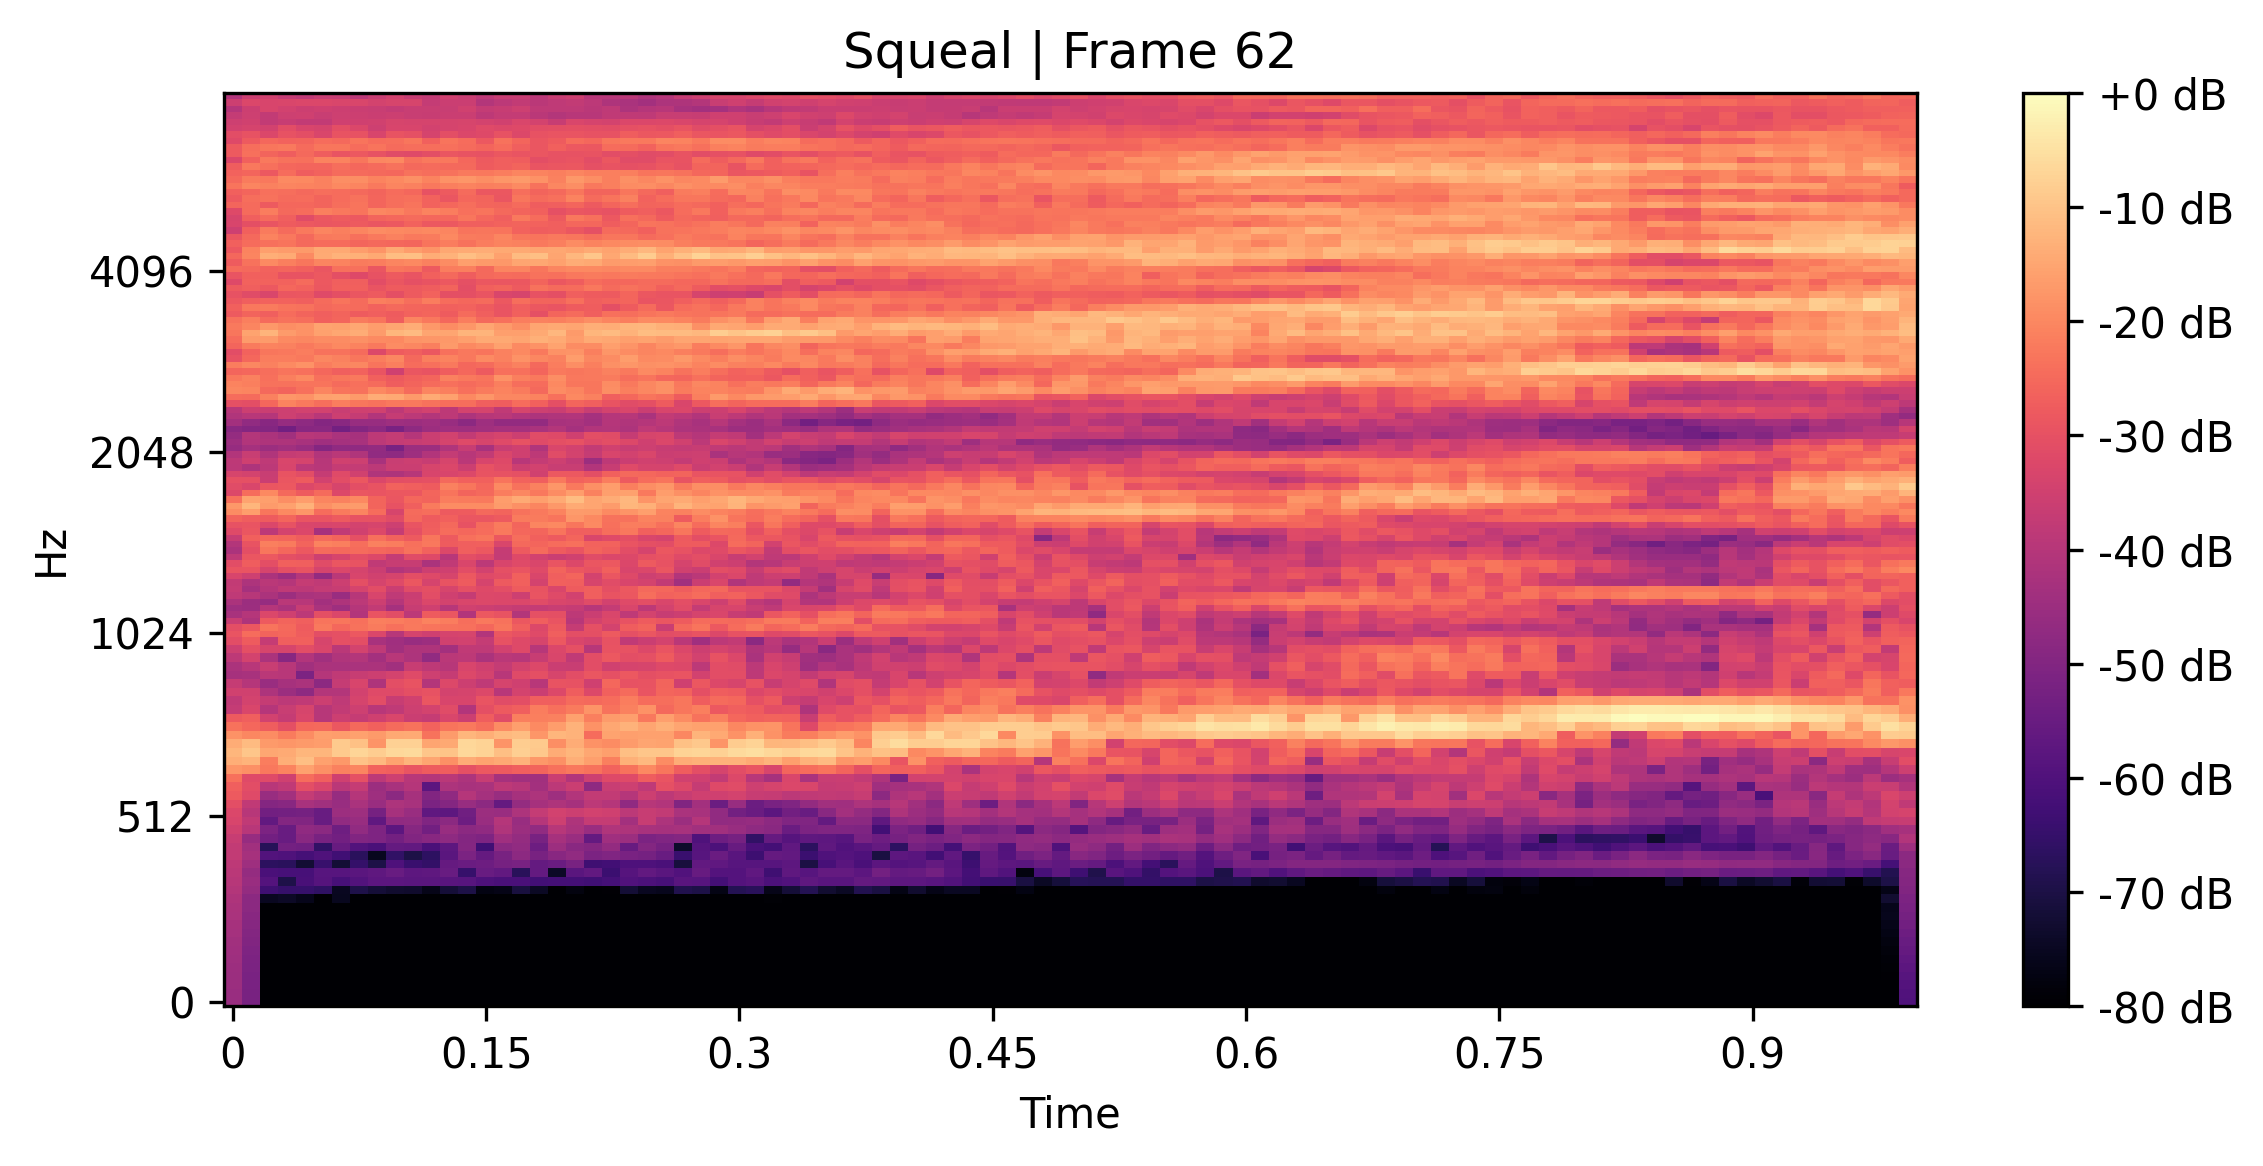 Squeal | Frame 62
Hz
4096
2048
1024
512
0
0 0.15 0.3 0.45 0.6 0.75 0.9
Time
+0 dB
-10 dB
-20 dB
-30 dB
-40 dB
-50 dB
-60 dB
-70 dB
-80 dB